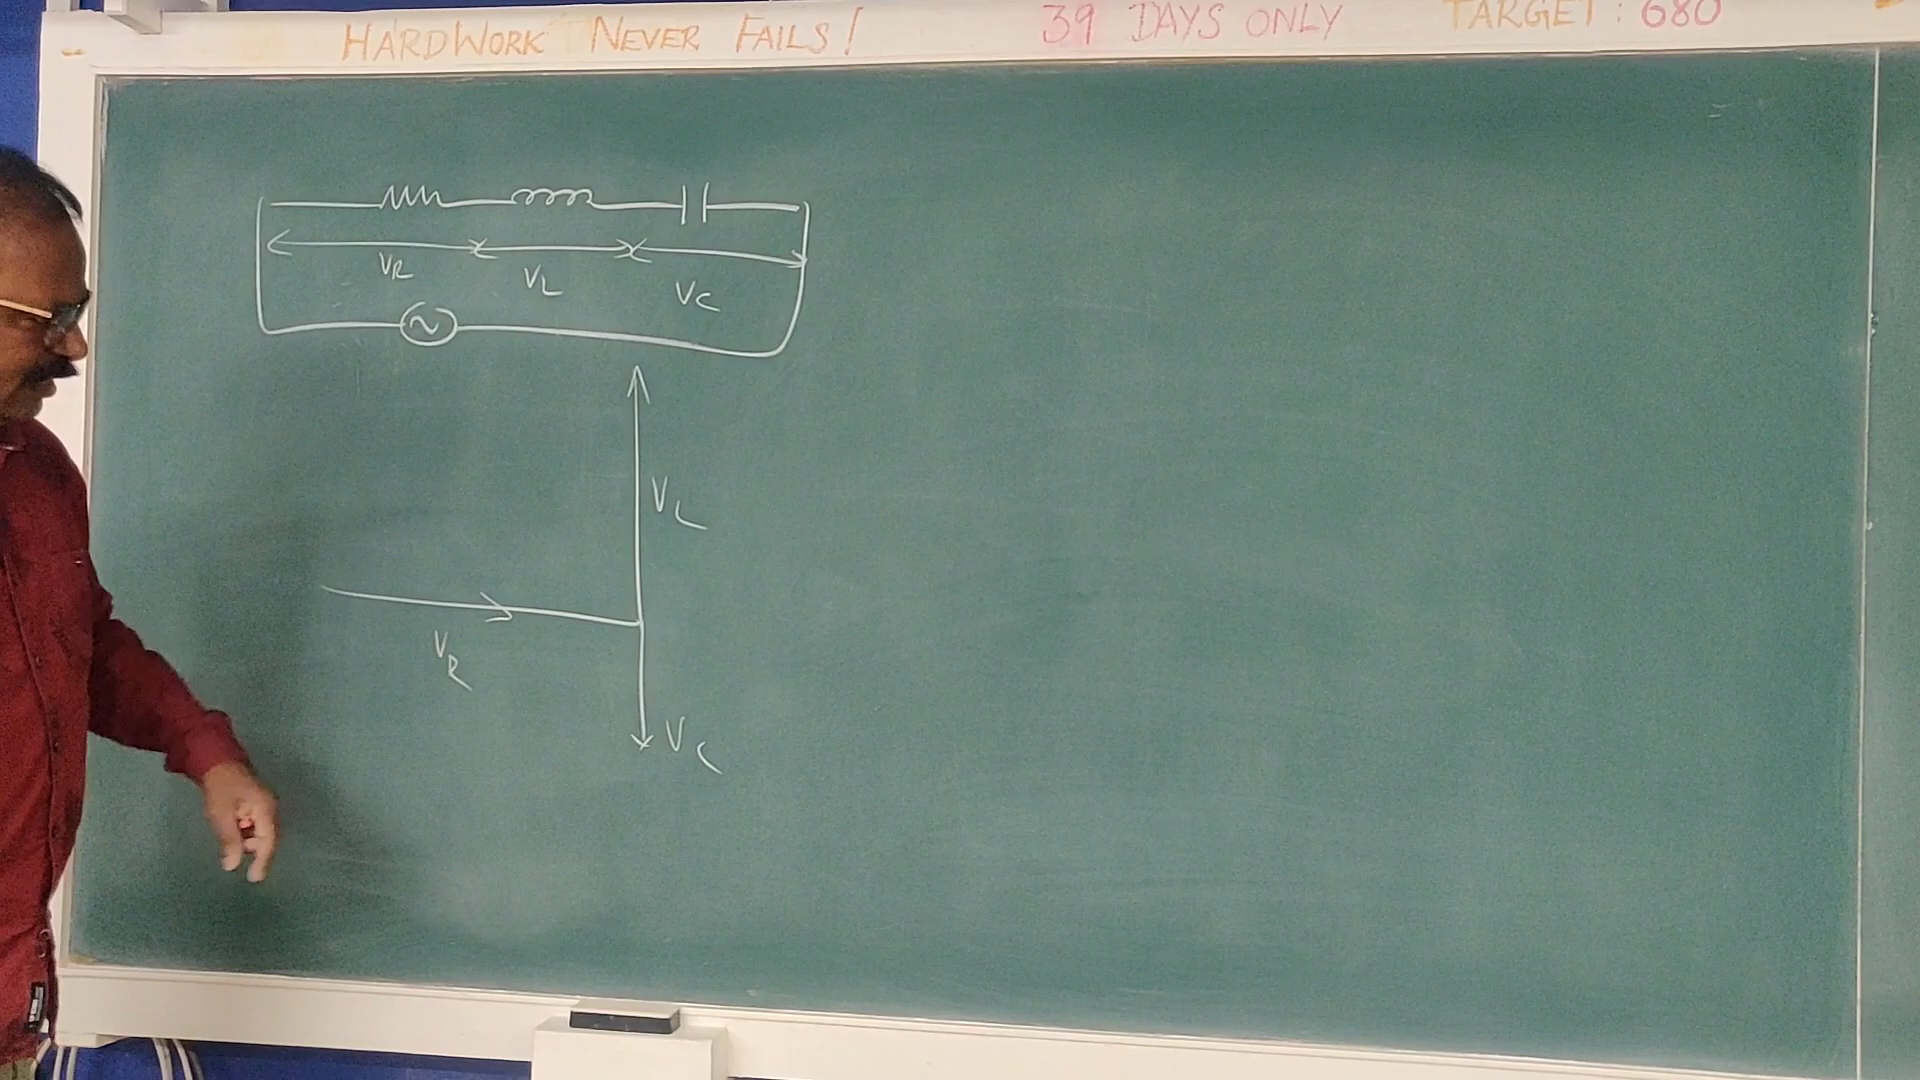 HARDWORK NEVER FAILS! 39 DAYS ONLY TARGET: 680
VR VL VC
VL
VR
VC